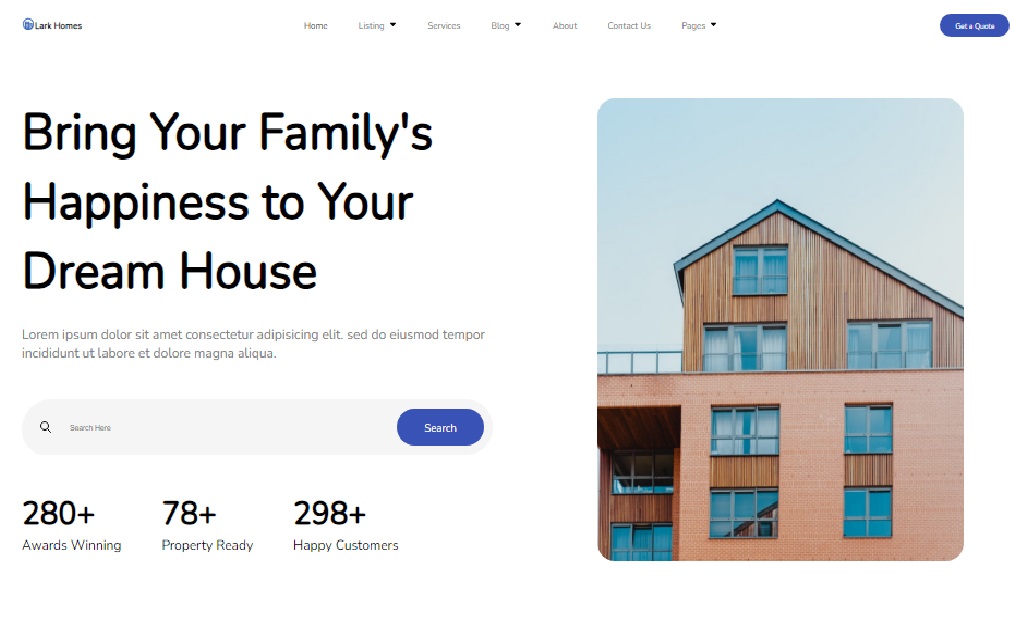 Lark Homes
Home
Listing
Services
Blog
About
Contact Us
Pages
Get a Quote
Bring Your Family's
Happiness to Your
Dream House
Lorem ipsum dolor sit amet consectetur adipisicing elit. sed do eiusmod tempor
incididunt ut labore et dolore magna aliqua.
Search Here
Search
280+
78+
298+
Awards Winning
Property Ready
Happy Customers